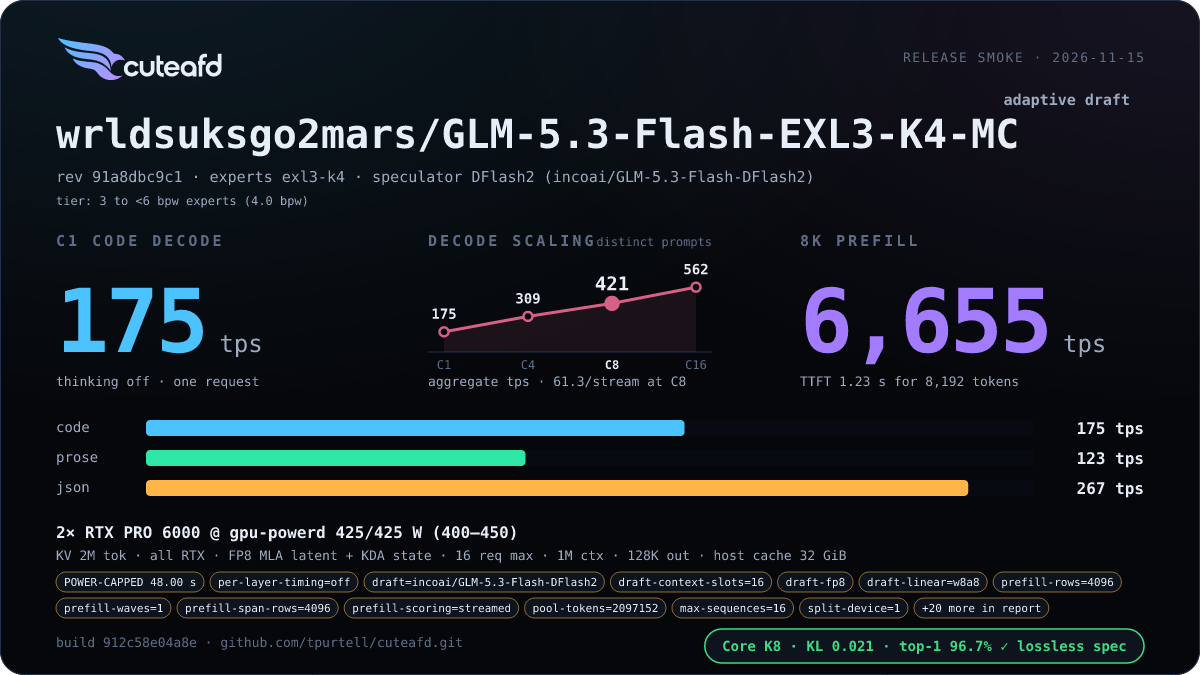 cuteafd
RELEASE SMOKE · 2026-11-15
adaptive draft
wrldsuksgo2mars/GLM-5.3-Flash-EXL3-K4-MC
rev 91a8dbc9c1 · experts exl3-k4 · speculator DFlash2 (incoai/GLM-5.3-Flash-DFlash2)
tier: 3 to <6 bpw experts (4.0 bpw)
C1 CODE DECODE
175 tps
thinking off · one request
DECODE SCALING distinct prompts
175 309 421 562
C1 C4 C8 C16
aggregate tps · 61.3/stream at C8
8K PREFILL
6,655 tps
TTFT 1.23 s for 8,192 tokens
code 175 tps
prose 123 tps
json 267 tps
2× RTX PRO 6000 @ gpu-powerd 425/425 W (400–450)
KV 2M tok · all RTX · FP8 MLA latent + KDA state · 16 req max · 1M ctx · 128K out · host cache 32 GiB
POWER-CAPPED 48.00 s per-layer-timing=off draft=incoai/GLM-5.3-Flash-DFlash2 draft-context-slots=16 draft-fp8 draft-linear=w8a8 prefill-rows=4096
prefill-waves=1 prefill-span-rows=4096 prefill-scoring=streamed pool-tokens=2097152 max-sequences=16 split-device=1 +20 more in report
build 912c58e04a8e · github.com/tpurtell/cuteafd.git
Core K8 · KL 0.021 · top-1 96.7% ✓ lossless spec